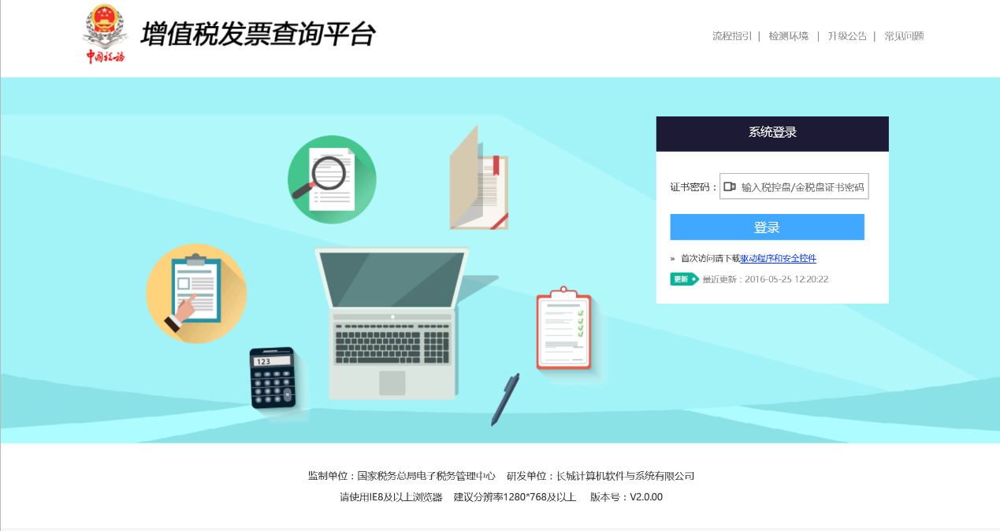 中国税务
增值税发票查询平台
流程指引 | 检测环境 | 升级公告 | 常见问题
系统登录
证书密码：输入税控盘/金税盘证书密码
登录
» 首次访问请下载驱动程序和安全控件
更新 最近更新：2016-05-25 12:20:22
123
监制单位：国家税务总局电子税务管理中心 研发单位：长城计算机软件与系统有限公司
请使用IE8及以上浏览器 建议分辨率1280*768及以上 版本号：V2.0.00